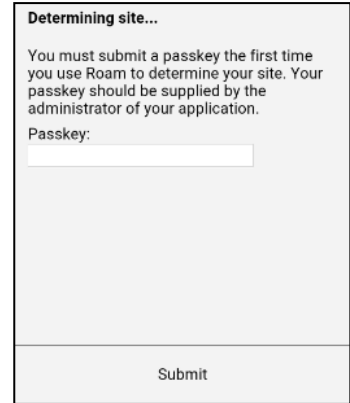 Determining site...
You must submit a passkey the first time
you use Roam to determine your site. Your
passkey should be supplied by the
administrator of your application.
Passkey:
Submit